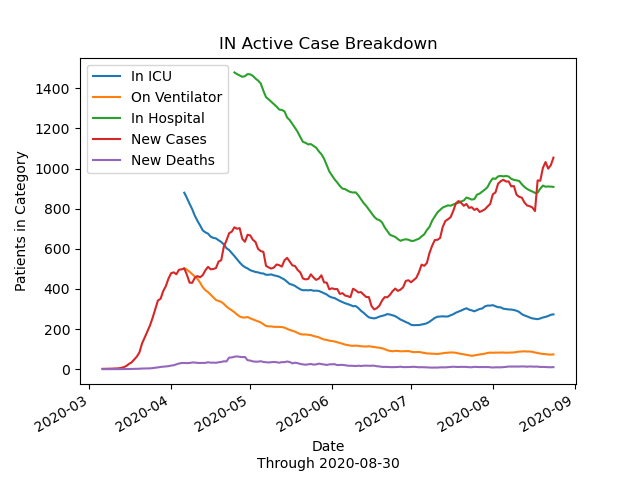 IN Active Case Breakdown
In ICU
On Ventilator
In Hospital
New Cases
New Deaths
Patients in Category
1400
1200
1000
800
600
400
200
0
2020-03
2020-04
2020-05
2020-06
2020-07
2020-08
2020-09
Date
Through 2020-08-30